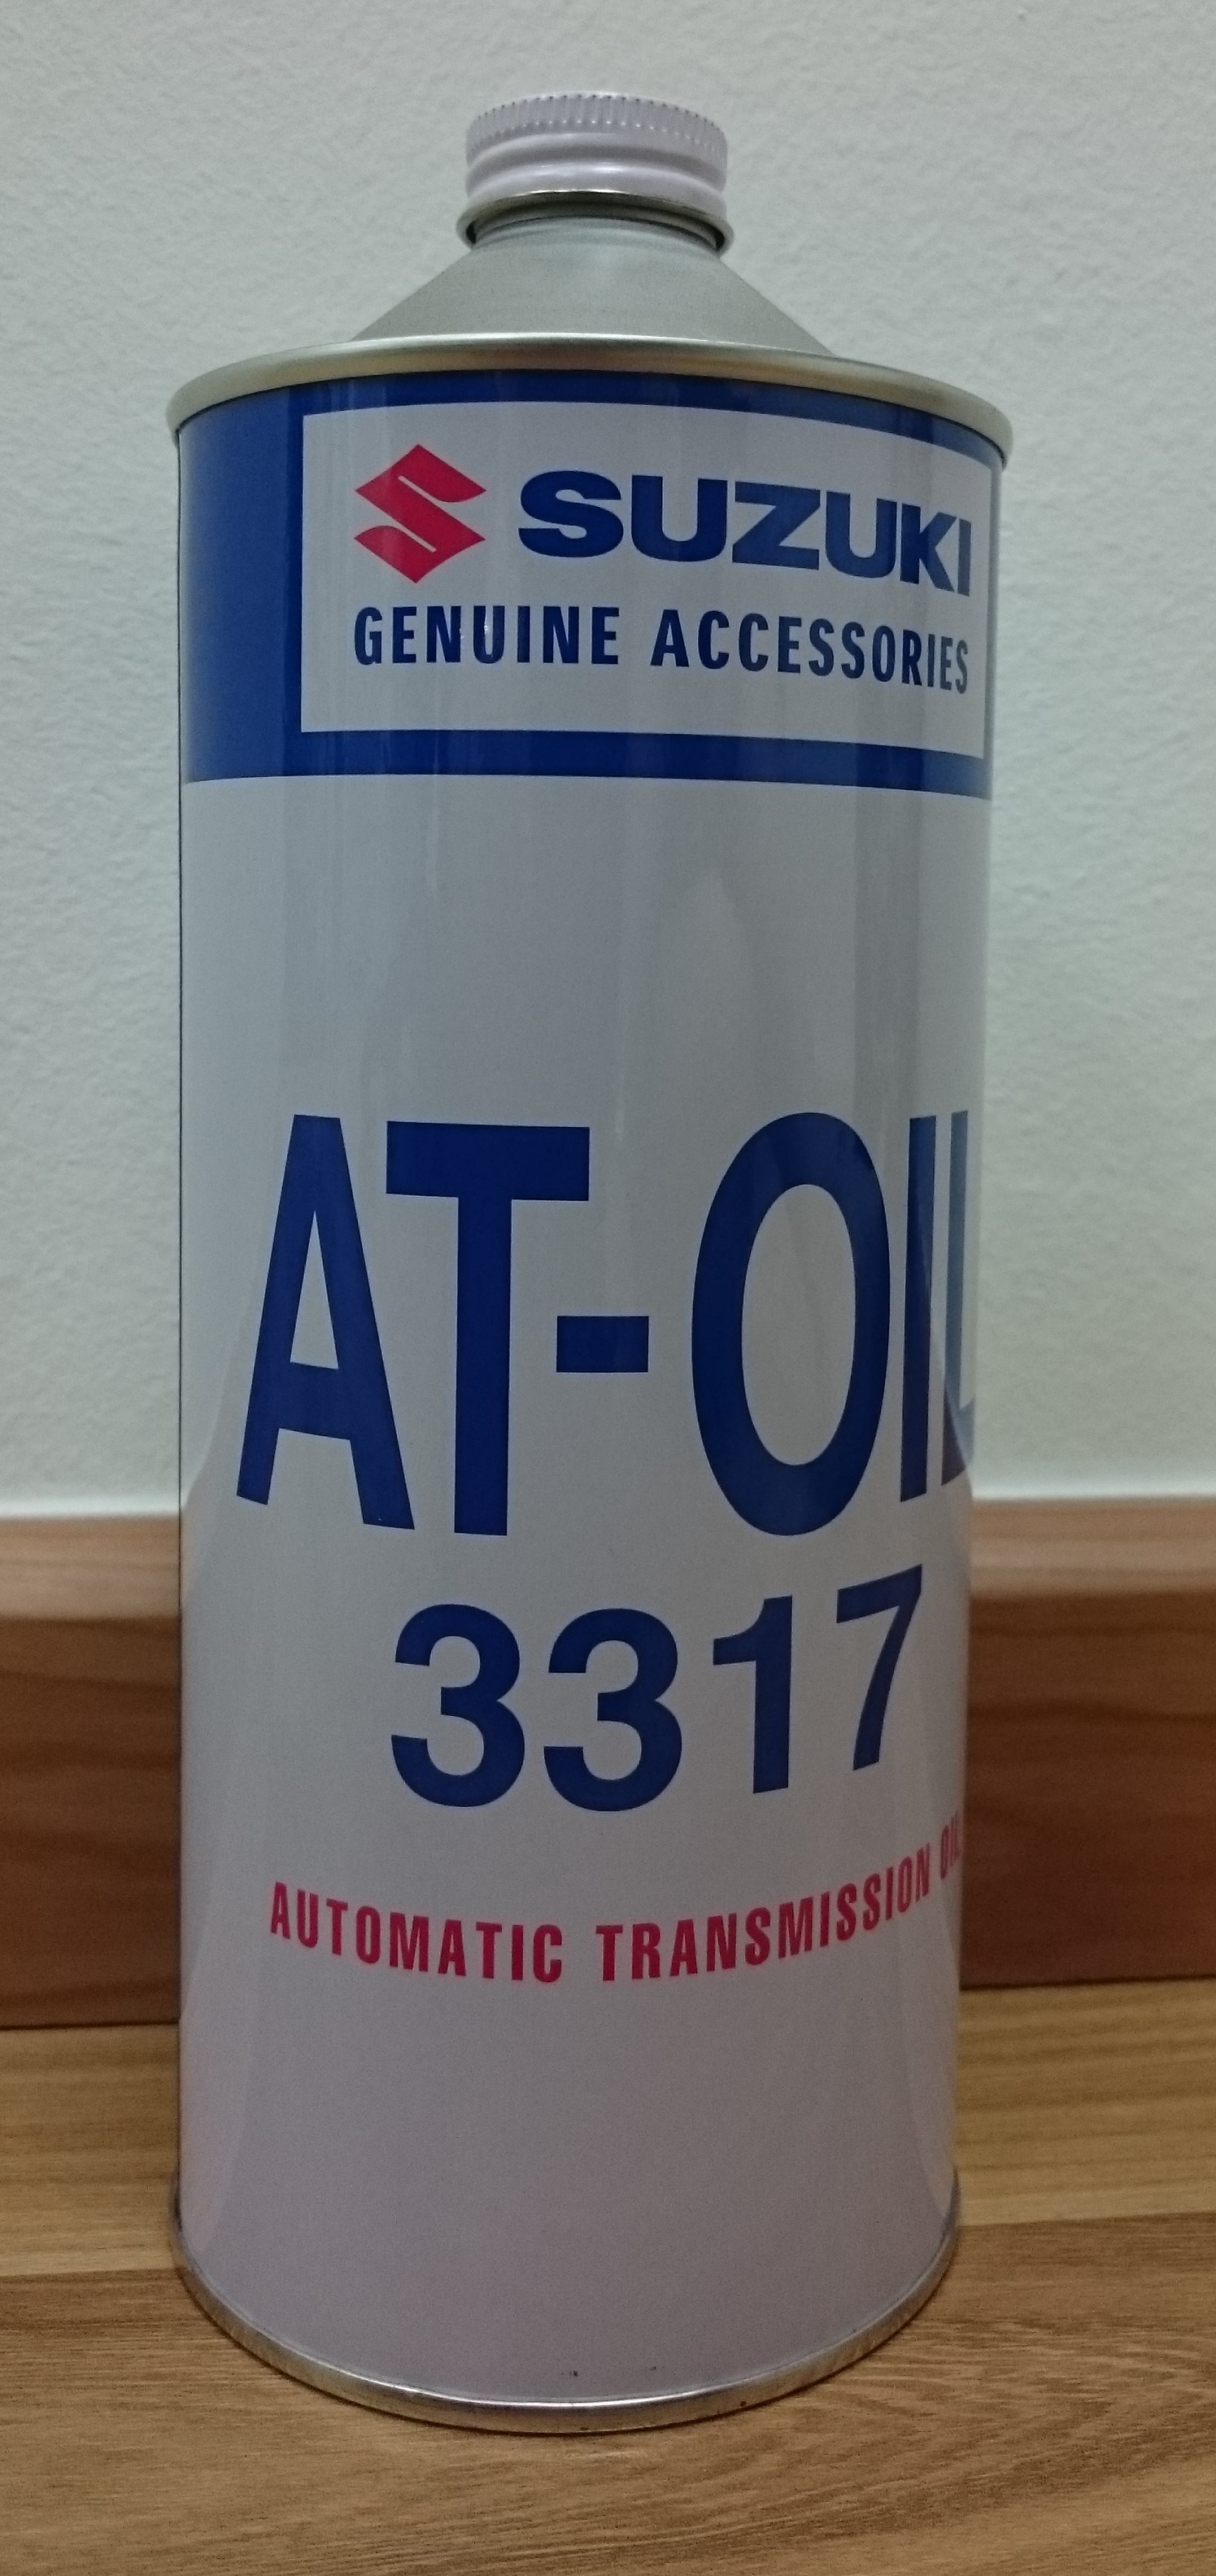 SUZUKI
GENUINE ACCESSORIES
AT-OIL
3317
AUTOMATIC TRANSMISSION OIL